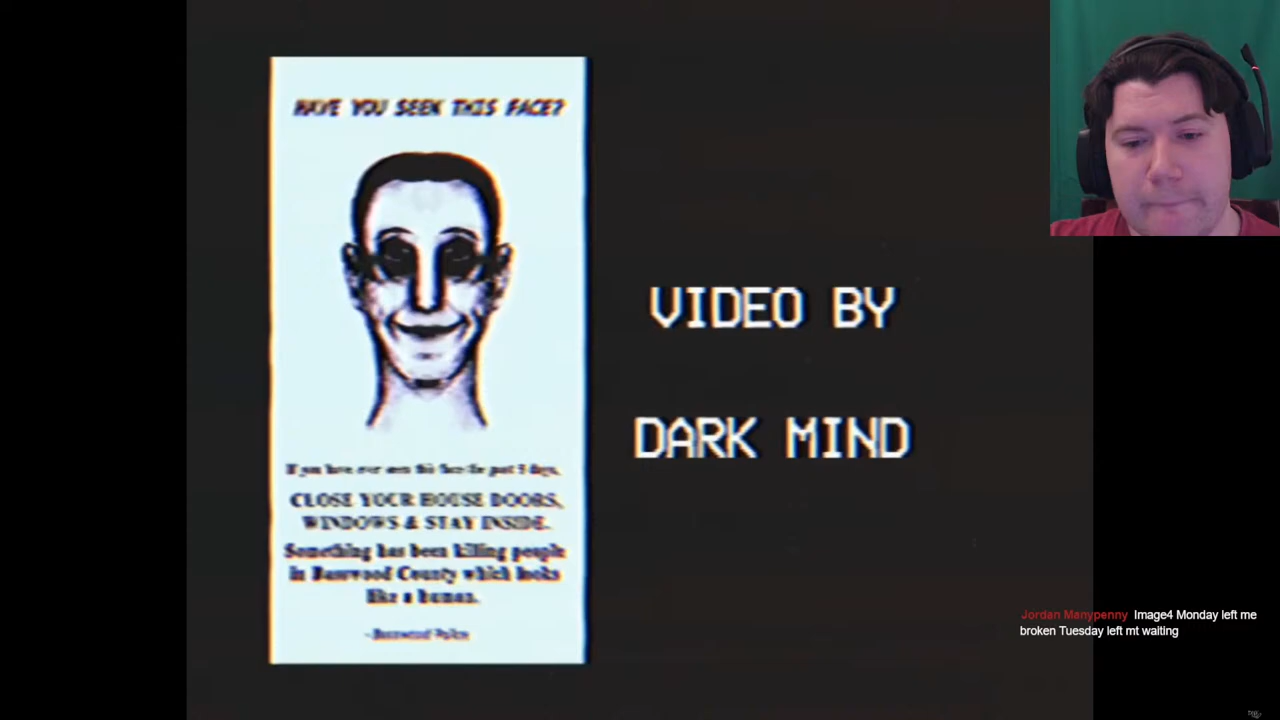 HAVE YOU SEEN THIS FACE?
If you have ever seen this face the past 5 days,
CLOSE YOUR HOUSE DOORS,
WINDOWS & STAY INSIDE.
Something has been killing people
in Basswood County which looks
like a human.
VIDEO BY
DARK MIND
Jordan Manypenny Image4 Monday left me
broken Tuesday left mt waiting